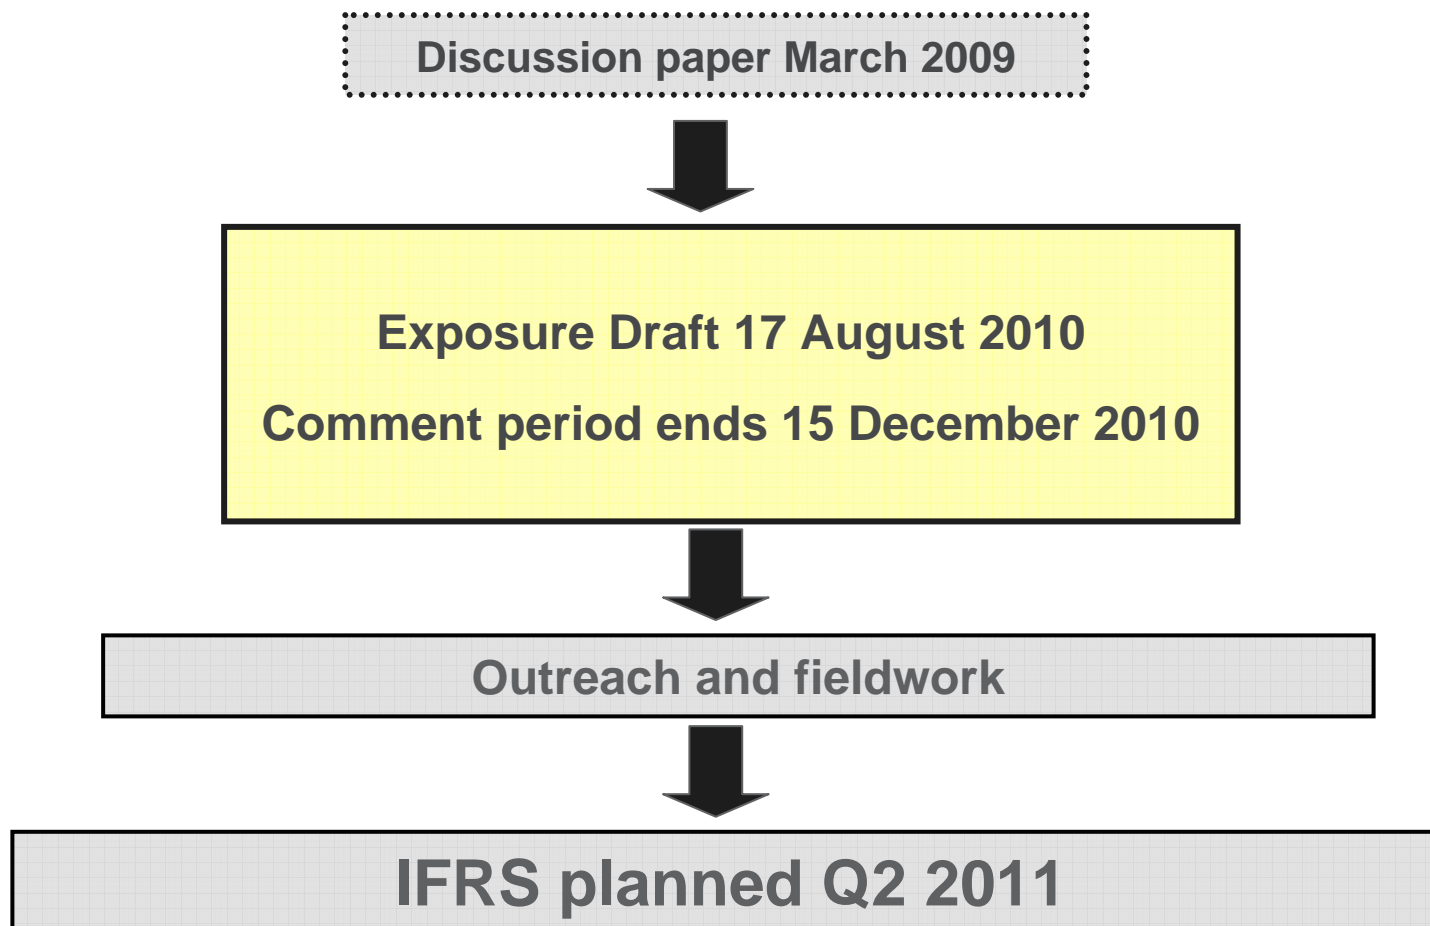 Discussion paper March 2009
Exposure Draft 17 August 2010
Comment period ends 15 December 2010
Outreach and fieldwork
IFRS planned Q2 2011